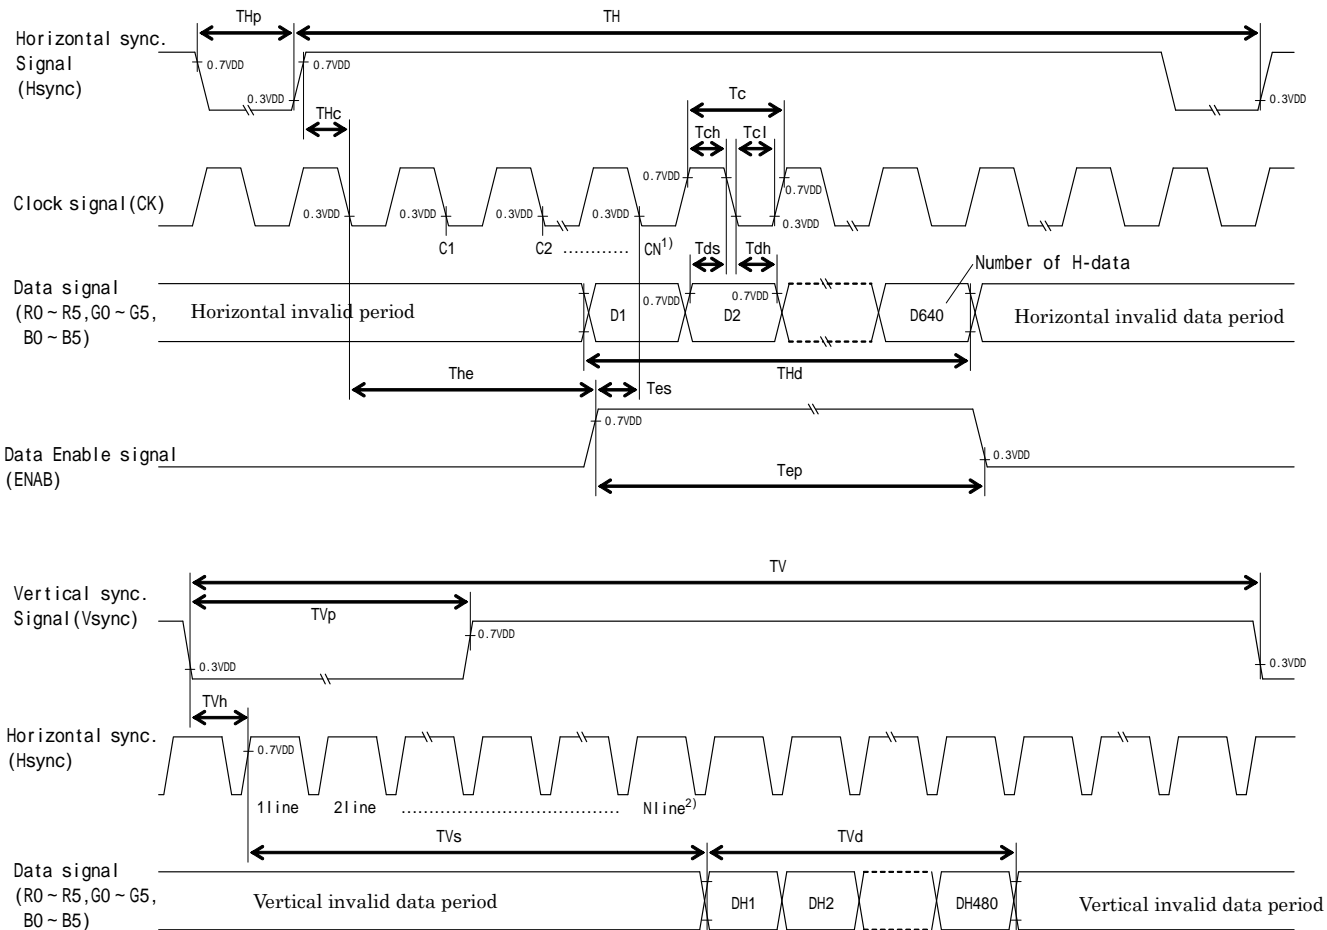 THp
TH
Horizontal sync.
Signal
(Hsync)
0.7VDD
0.7VDD
0.3VDD
0.3VDD
THc
Tc
Tch
Tcl
Clock signal(CK)
0.7VDD
0.7VDD
0.3VDD
0.3VDD
0.3VDD
0.3VDD
0.3VDD
C1
C2
............
CN1)
Tds
Tdh
Number of H-data
Data signal
(R0~R5,G0~G5,
B0~B5)
Horizontal invalid period
0.7VDD
0.7VDD
D1
D2
D640
Horizontal invalid data period
The
Tes
THd
0.7VDD
Data Enable signal
(ENAB)
0.3VDD
Tep
TV
Vertical sync.
Signal(Vsync)
TVp
0.7VDD
0.3VDD
0.3VDD
TVh
Horizontal sync.
(Hsync)
0.7VDD
1line
2line
....................................
Nline2)
TVs
TVd
Data signal
(R0~R5,G0~G5,
B0~B5)
Vertical invalid data period
DH1
DH2
DH480
Vertical invalid data period